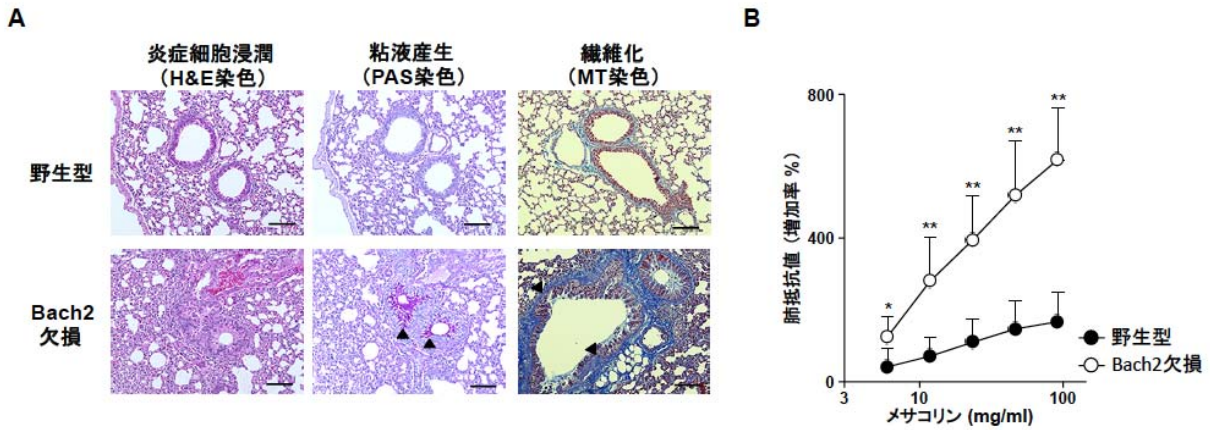 A
炎症細胞浸潤
（H&E染色）
粘液産生
（PAS染色）
繊維化
（MT染色）
野生型
Bach2
欠損
B
肺抵抗値（増加率 %）
800
400
0
*
**
**
**
**
3
10
100
メサコリン (mg/ml)
野生型
Bach2欠損